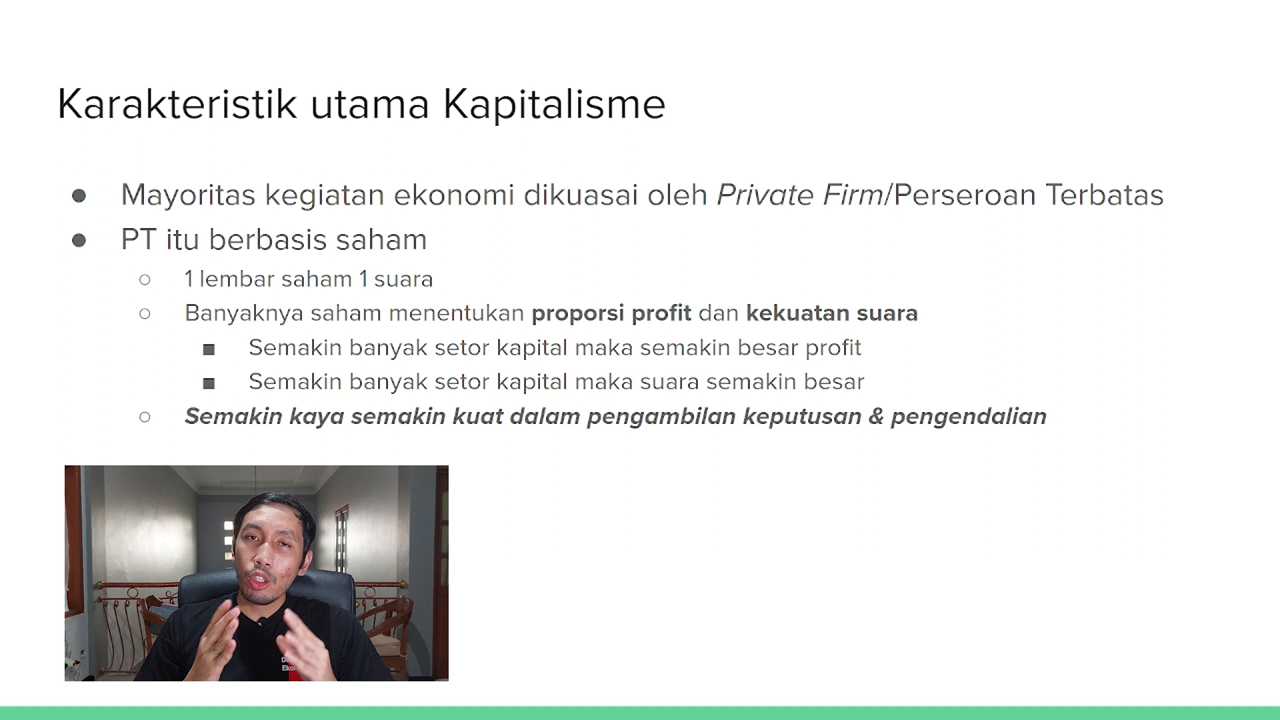 Karakteristik utama Kapitalisme
Mayoritas kegiatan ekonomi dikuasai oleh Private Firm/Perseroan Terbatas
PT itu berbasis saham
1 lembar saham 1 suara
Banyaknya saham menentukan proporsi profit dan kekuatan suara
Semakin banyak setor kapital maka semakin besar profit
Semakin banyak setor kapital maka suara semakin besar
Semakin kaya semakin kuat dalam pengambilan keputusan & pengendalian